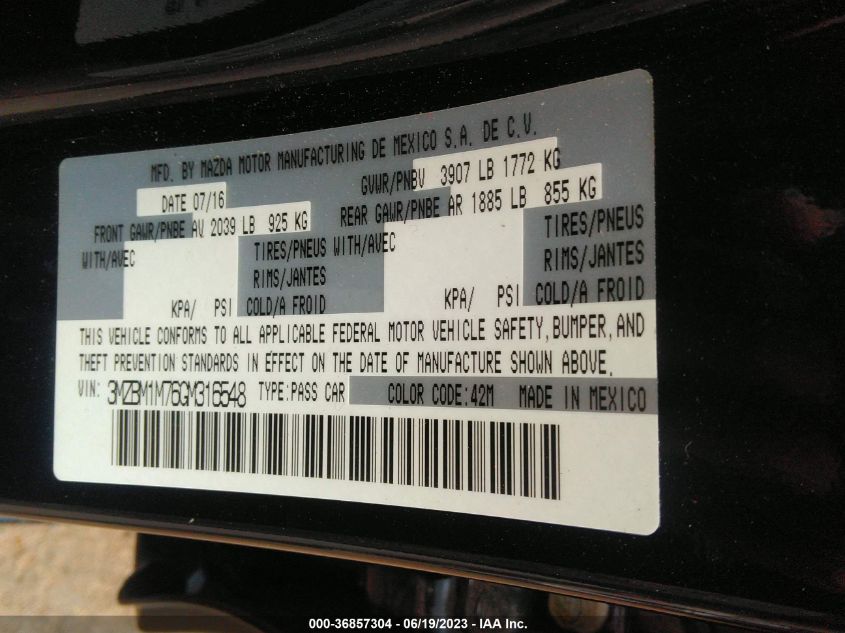 MFD. BY MAZDA MOTOR MANUFACTURING DE MEXICO S.A. DE C.V.
DATE 07/16 GVWR/PNBV 3907 LB 1772 KG
FRONT GAWR/PNBE AV 2039 LB 925 KG REAR GAWR/PNBE AR 1885 LB 855 KG
WITH/AVEC TIRES/PNEUS WITH/AVEC TIRES/PNEUS
RIMS/JANTES RIMS/JANTES
KPA/ PSI COLD/A FROID KPA/ PSI COLD/A FROID
THIS VEHICLE CONFORMS TO ALL APPLICABLE FEDERAL MOTOR VEHICLE SAFETY, BUMPER, AND
THEFT PREVENTION STANDARDS IN EFFECT ON THE DATE OF MANUFACTURE SHOWN ABOVE.
VIN: 3MZBM1M76GM316548 TYPE:PASS CAR COLOR CODE:42M MADE IN MEXICO
000-36857304 - 06/19/2023 - IAA Inc.